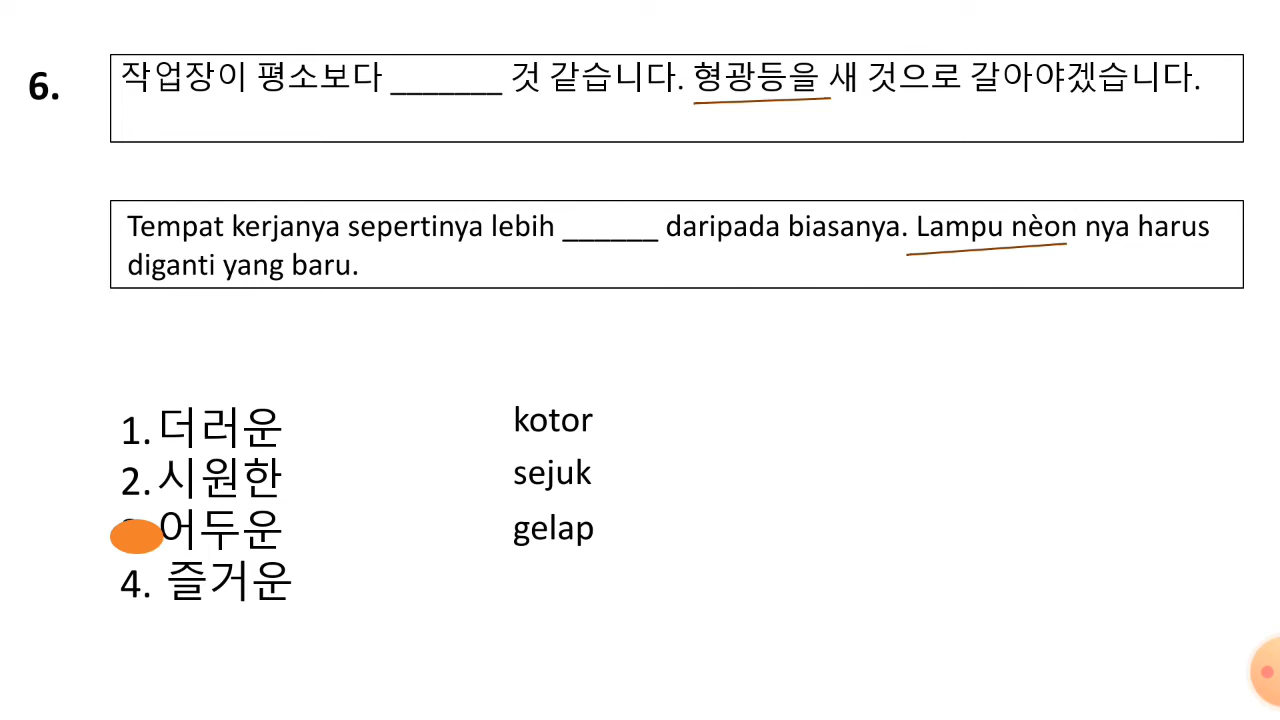 6.
작업장이 평소보다 _______ 것 같습니다. 형광등을 새 것으로 갈아야겠습니다.
Tempat kerjanya sepertinya lebih ______ daripada biasanya. Lampu nèon nya harus
diganti yang baru.
1. 더러운 kotor
2. 시원한 sejuk
어두운 gelap
4. 즐거운